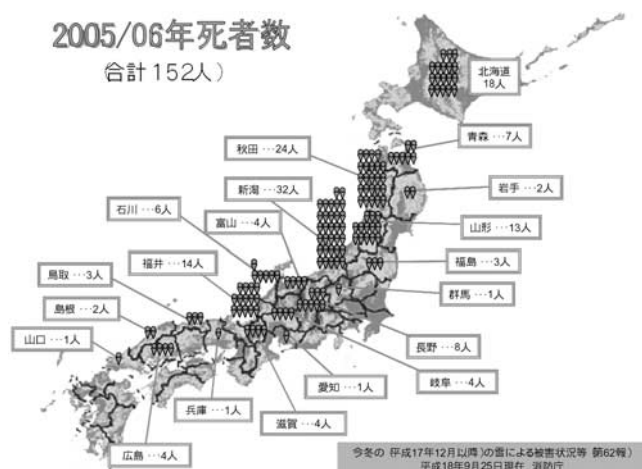 2005/06年死者数
(合計152人)
北海道
18人
青森…7人
秋田…24人
岩手…2人
新潟…32人
石川…6人
山形…13人
富山…4人
福井…14人
福島…3人
鳥取…3人
群馬…1人
島根…2人
山口…1人
長野…8人
愛知…1人
岐阜…4人
兵庫…1人
滋賀…4人
広島…4人
今冬の(平成17年12月以降)の雪による被害状況等 第62報)
平成18年9月25日現在 消防庁